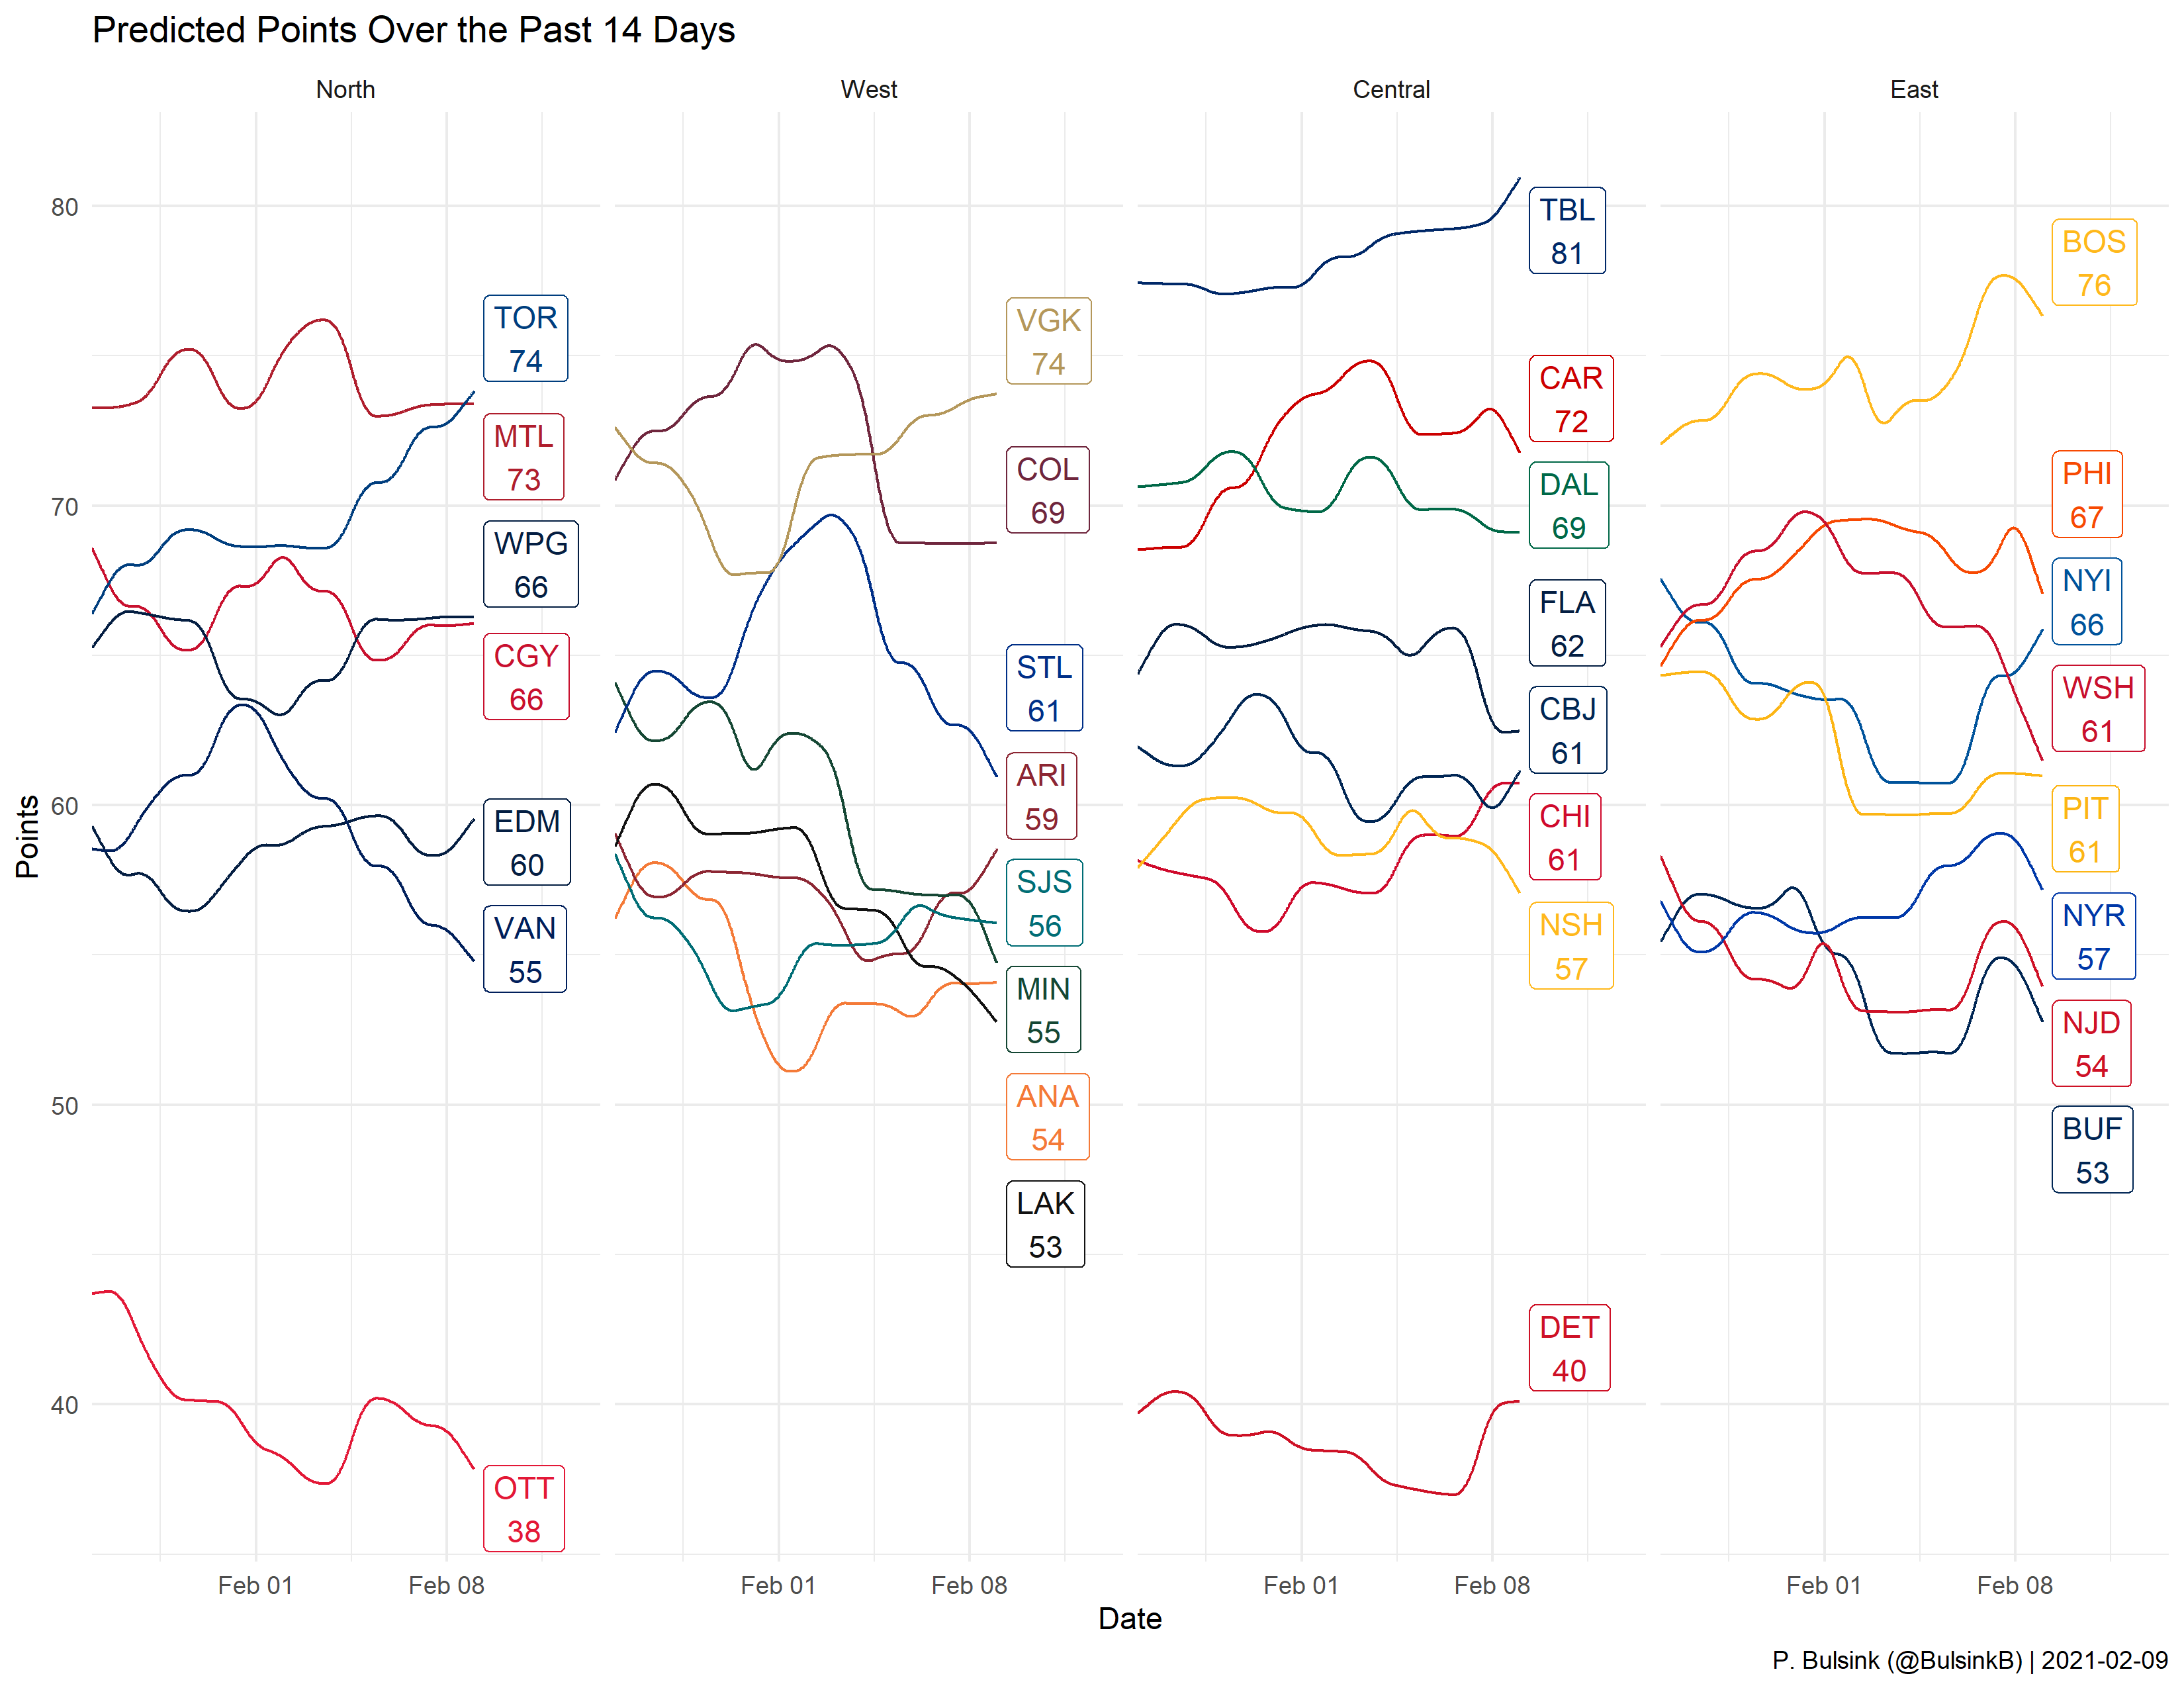 Predicted Points Over the Past 14 Days
North
West
Central
East
Points
80
70
60
50
40
TOR
74
MTL
73
WPG
66
CGY
66
EDM
60
VAN
55
OTT
38
VGK
74
COL
69
STL
61
ARI
59
SJS
56
MIN
55
ANA
54
LAK
53
TBL
81
CAR
72
DAL
69
FLA
62
CBJ
61
CHI
61
NSH
57
DET
40
BOS
76
PHI
67
NYI
66
WSH
61
PIT
61
NYR
57
NJD
54
BUF
53
Feb 01
Feb 08
Feb 01
Feb 08
Feb 01
Feb 08
Feb 01
Feb 08
Date
P. Bulsink (@BulsinkB) | 2021-02-09